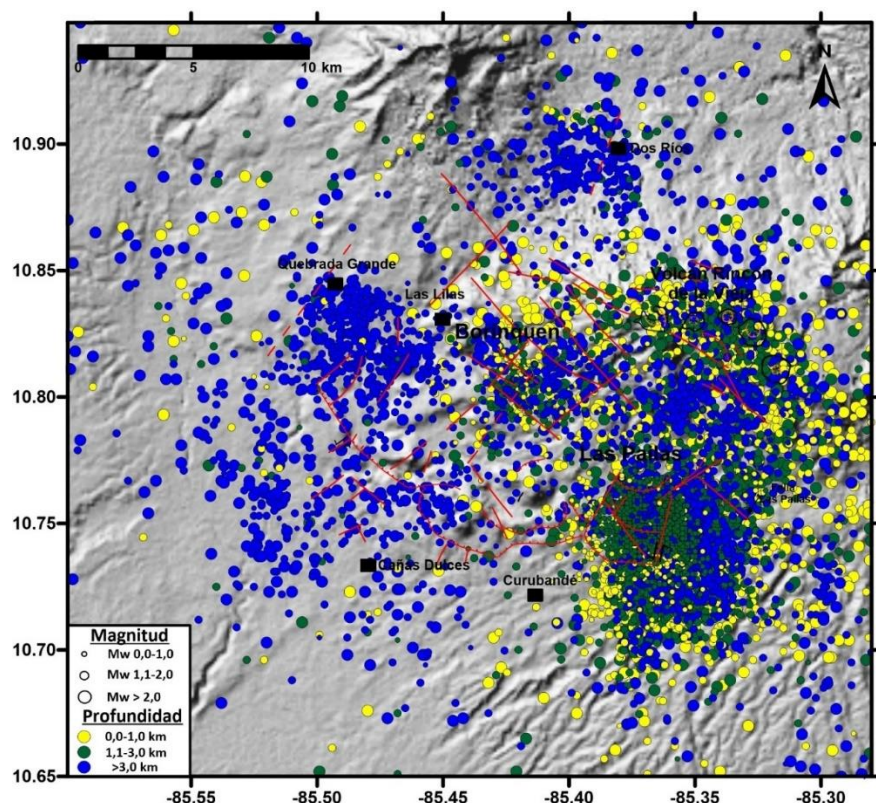 0 5 10 km
N
10.90
Dos Ríos
10.85
Quebrada Grande
Volcán Rincón
de la Vieja
Las Lilas
Borinquen
10.80
Las Pailas
10.75
Cañas Dulces
Curubandé
10.70
Magnitud
Mw 0,0-1,0
Mw 1,1-2,0
Mw > 2,0
Profundidad
0,0-1,0 km
1,1-3,0 km
>3,0 km
10.65
-85.55 -85.50 -85.45 -85.40 -85.35 -85.30